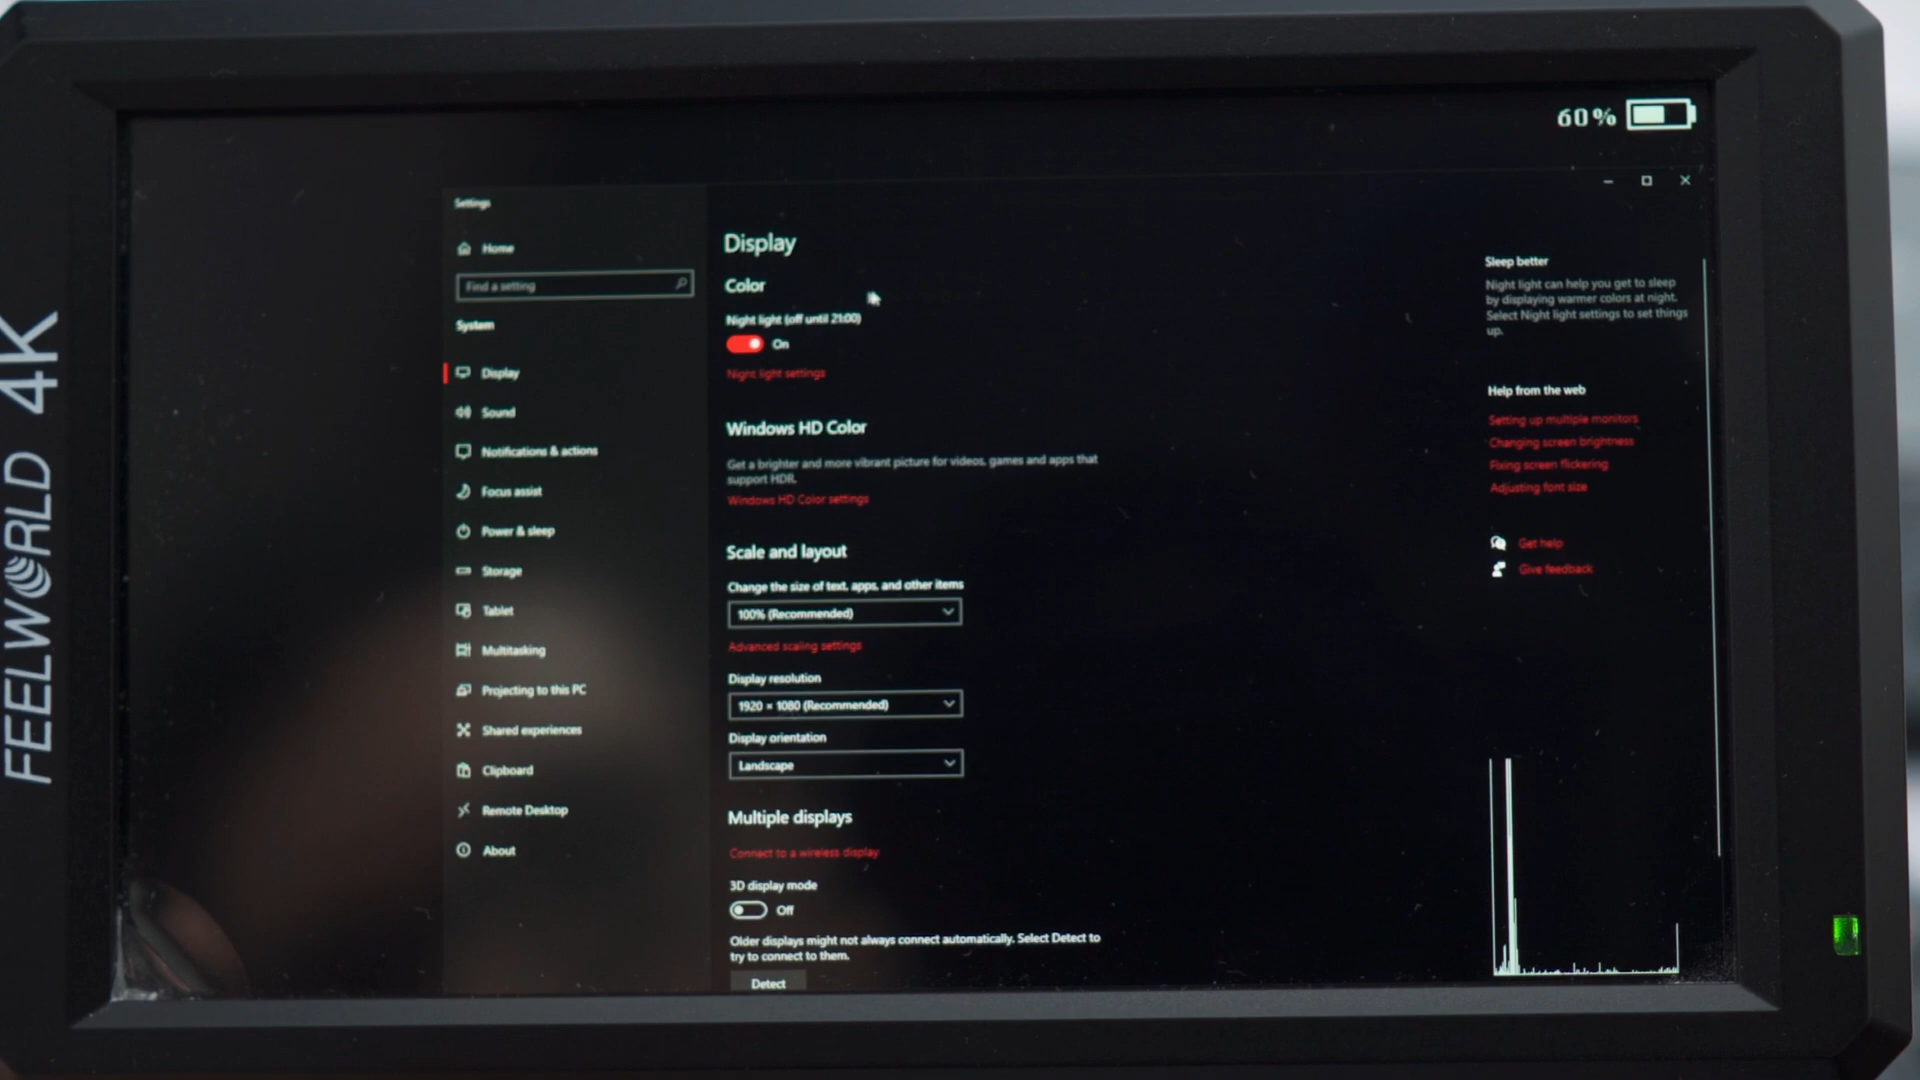 FEELWORLD 4K
60%
Settings
Home
Find a setting
System
Display
Sound
Notifications & actions
Focus assist
Power & sleep
Storage
Tablet
Multitasking
Projecting to this PC
Shared experiences
Clipboard
Remote Desktop
About
Display
Color
Night light (off until 21:00)
On
Night light settings
Windows HD Color
Get a brighter and more vibrant picture for videos, games and apps that
support HDR.
Windows HD Color settings
Scale and layout
Change the size of text, apps, and other items
100% (Recommended)
Advanced scaling settings
Display resolution
1920 × 1080 (Recommended)
Display orientation
Landscape
Multiple displays
Connect to a wireless display
3D display mode
Off
Older displays might not always connect automatically. Select Detect to
try to connect to them.
Detect
Sleep better
Night light can help you get to sleep
by displaying warmer colors at night.
Select Night light settings to set things
up.
Help from the web
Setting up multiple monitors
Changing screen brightness
Fixing screen flickering
Adjusting font size
Get help
Give feedback